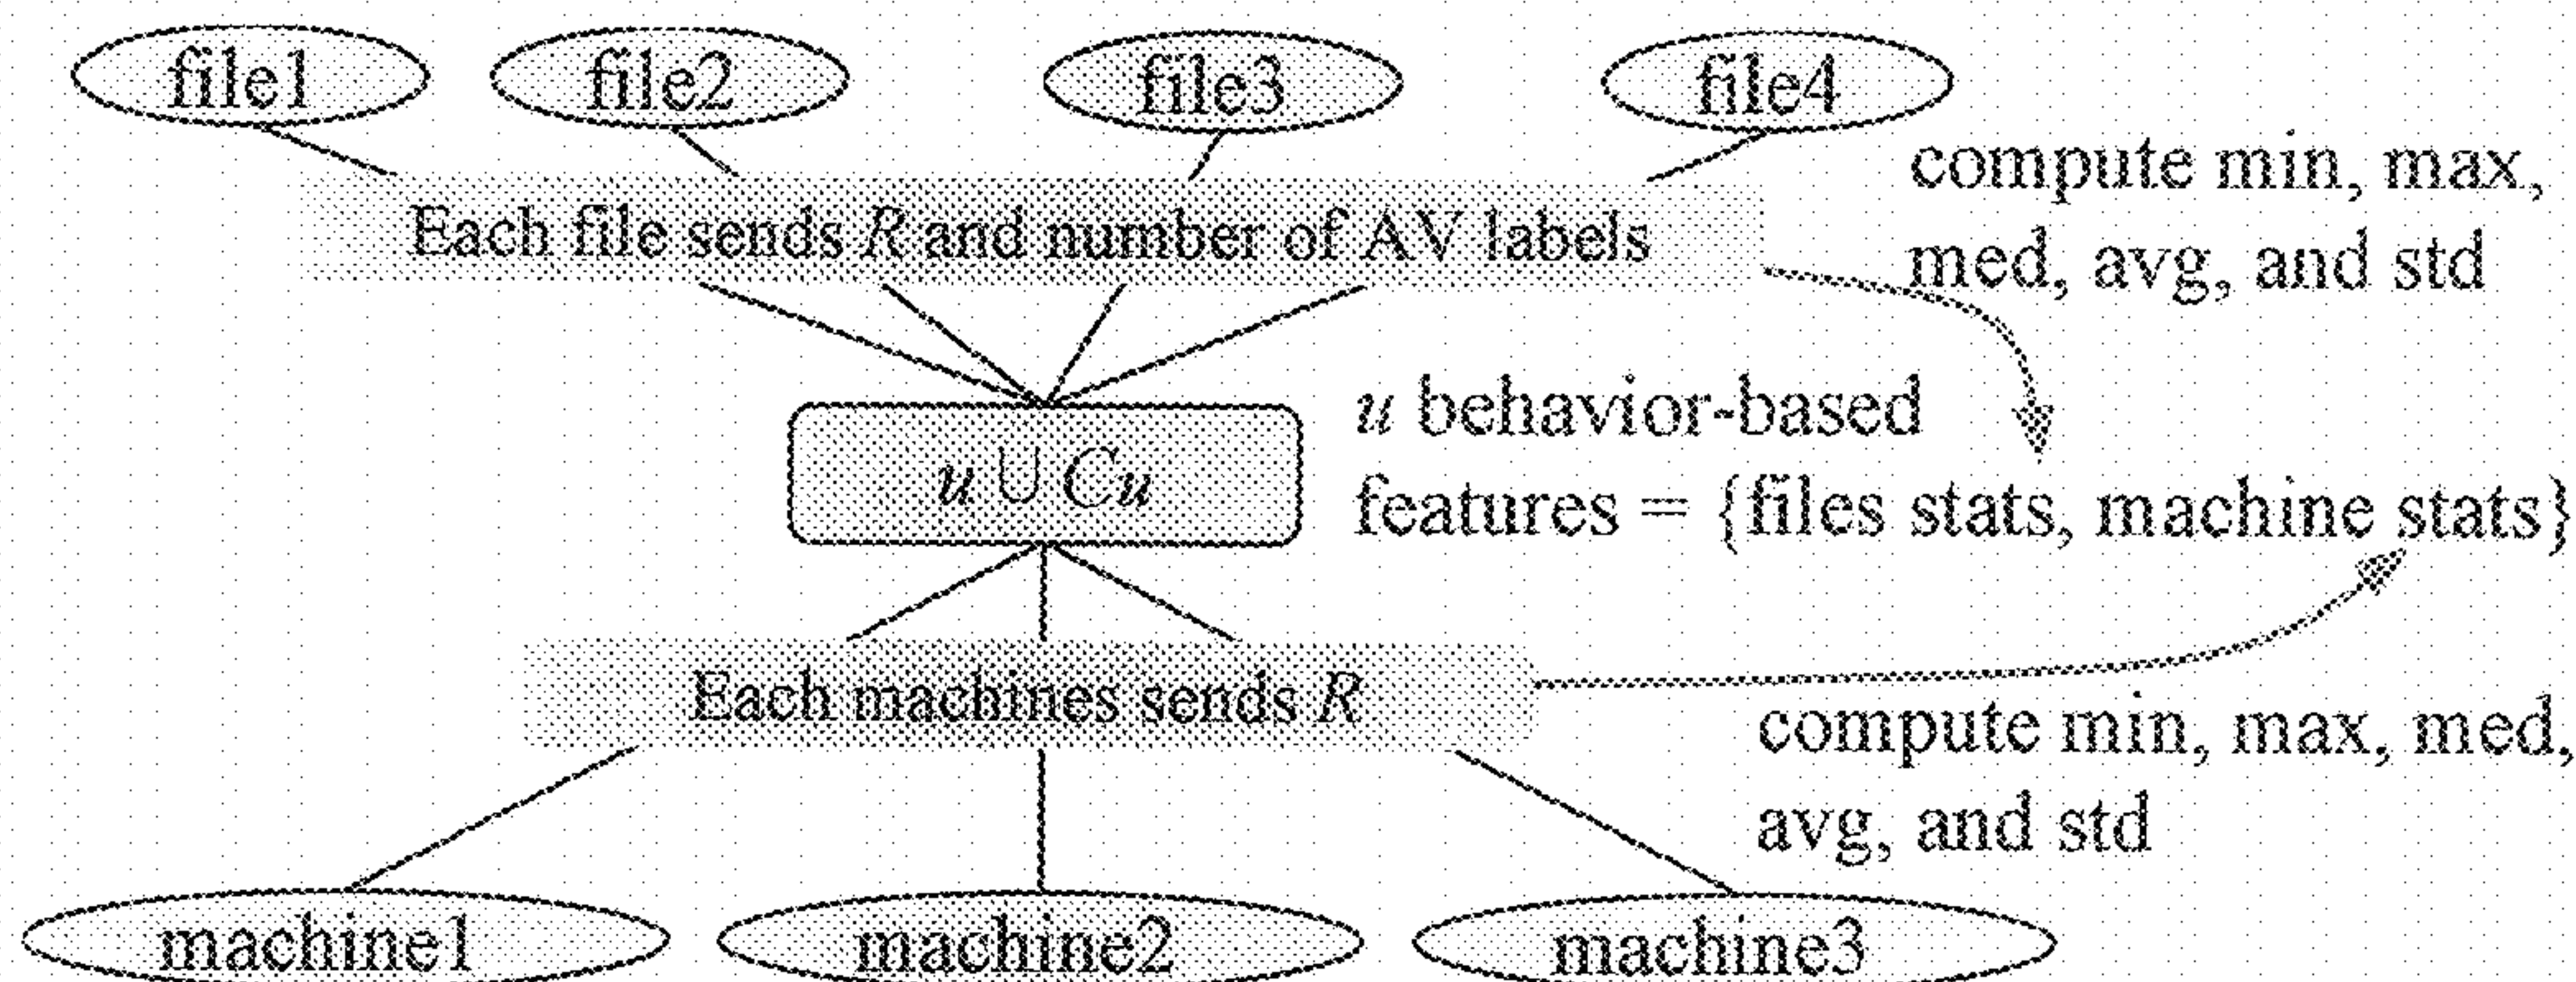 file1
file2
file3
file4
compute min, max,
med, avg, and std
Each file sends R and number of AV labels
u ∪ Cu
u behavior-based
features = {files stats, machine stats}
Each machines sends R
compute min, max, med,
avg, and std
machine1
machine2
machine3